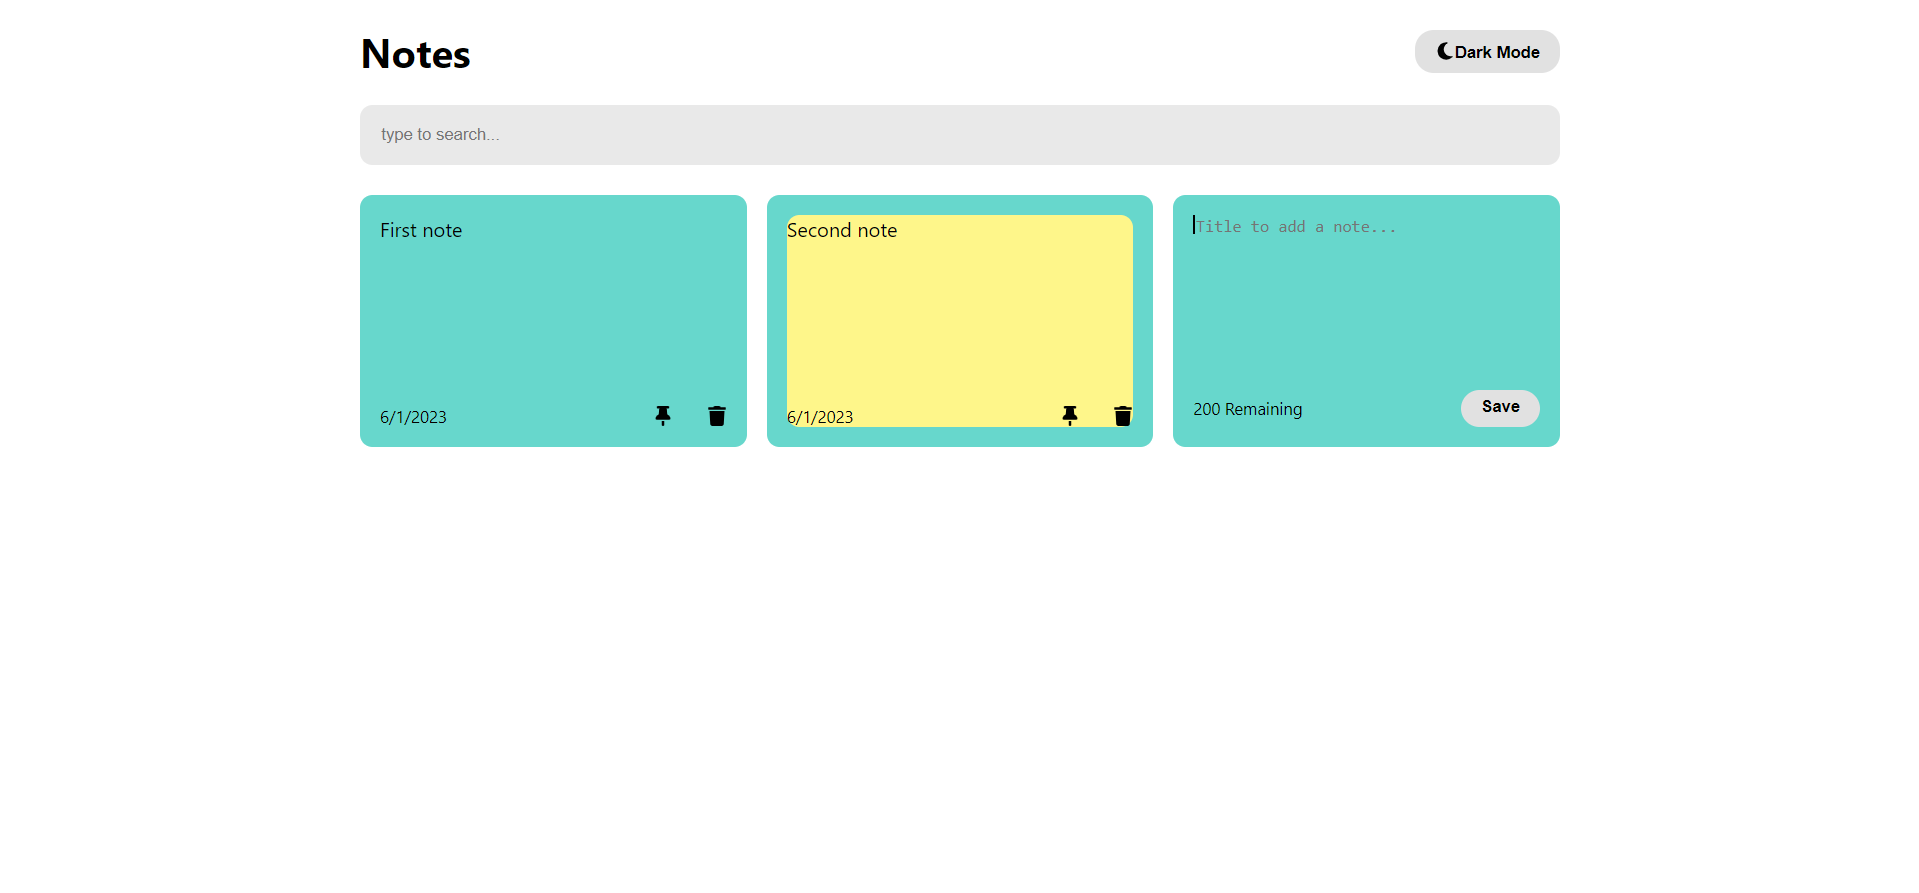 Notes
Dark Mode
type to search...
First note
6/1/2023
Second note
6/1/2023
Title to add a note...
200 Remaining
Save